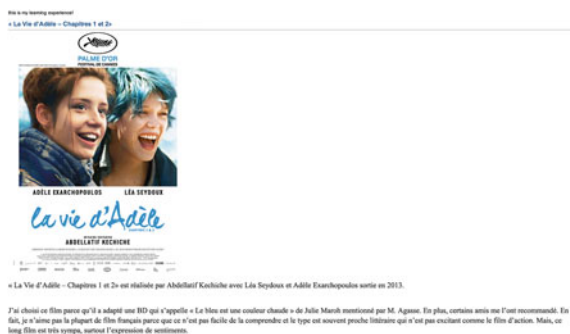 this is my learning experience!
« La Vie d'Adèle – Chapitres 1 et 2»
PALME D'OR
FESTIVAL DE CANNES
ADÈLE EXARCHOPOULOS LÉA SEYDOUX
la vie d'Adèle
CHAPITRES 1 & 2
ABDELLATIF KECHICHE
« La Vie d'Adèle – Chapitres 1 et 2» est réalisée par Abdellatif Kechiche avec Léa Seydoux et Adèle Exarchopoulos sortie en 2013.
J'ai choisi ce film parce qu'il a adapté une BD qui s'appelle « Le bleu est une couleur chaude » de Julie Maroh mentionné par M. Agasse. En plus, certains amis me l'ont recommandé. En
fait, je n'aime pas la plupart de film français parce que ce n'est pas facile de la comprendre et le type est souvent proche littéraire qui n'est pas excitant comme le film d'action. Mais, ce
long film est très sympa, surtout l'expression de sentiments.